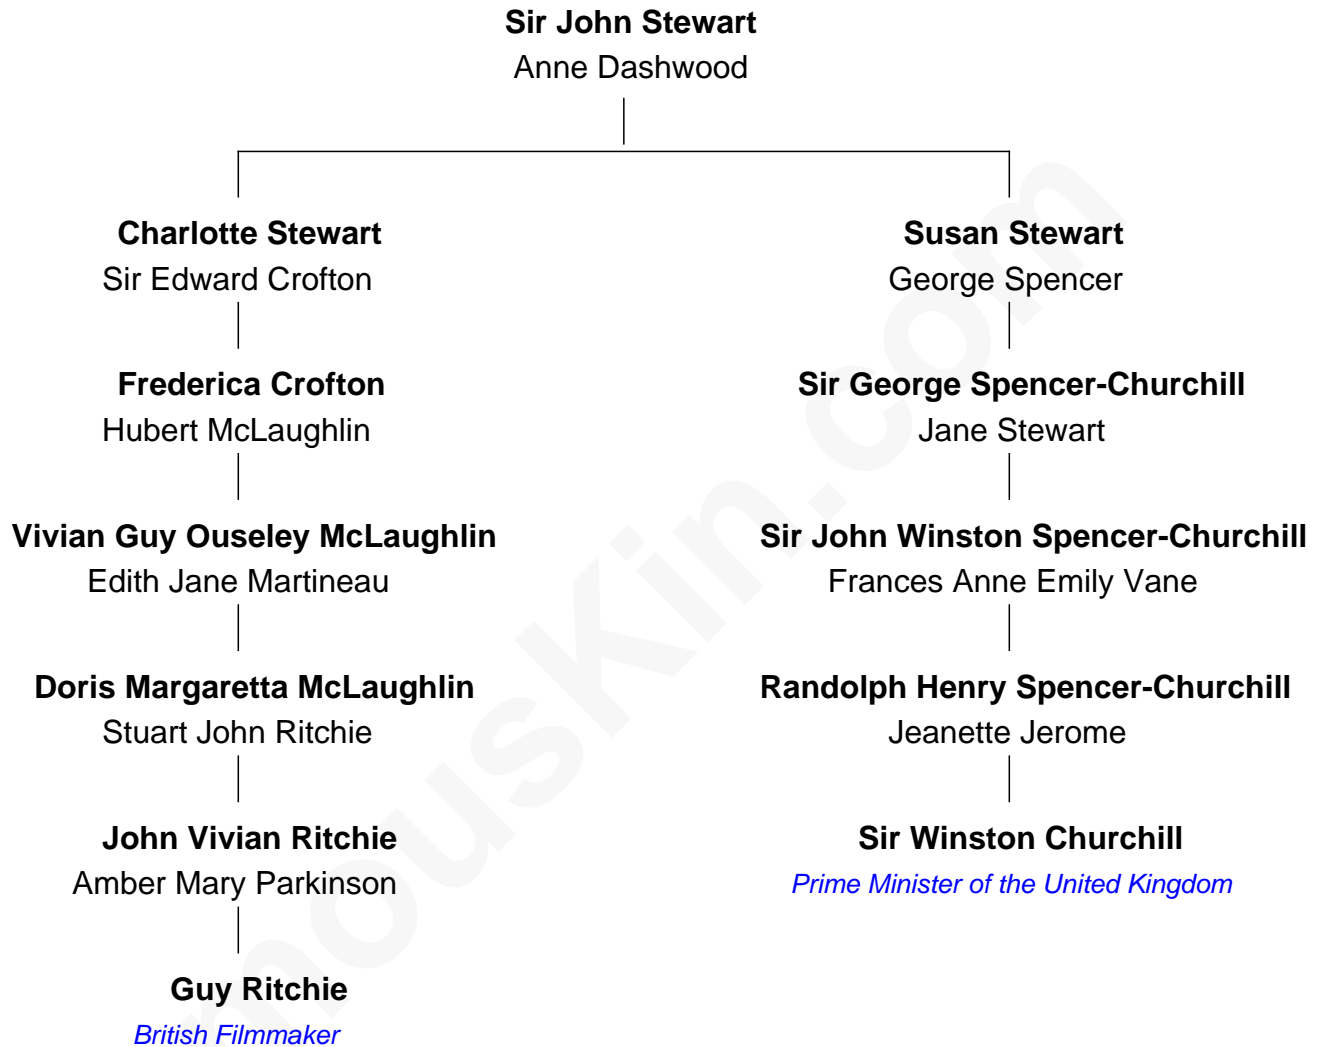 Sir John Stewart
Anne Dashwood
Charlotte Stewart
Sir Edward Crofton
Susan Stewart
George Spencer
Frederica Crofton
Hubert McLaughlin
Sir George Spencer-Churchill
Jane Stewart
Vivian Guy Ouseley McLaughlin
Edith Jane Martineau
Sir John Winston Spencer-Churchill
Frances Anne Emily Vane
Doris Margaretta McLaughlin
Stuart John Ritchie
Randolph Henry Spencer-Churchill
Jeanette Jerome
John Vivian Ritchie
Amber Mary Parkinson
Sir Winston Churchill
Prime Minister of the United Kingdom
Guy Ritchie
British Filmmaker
mousKin.com